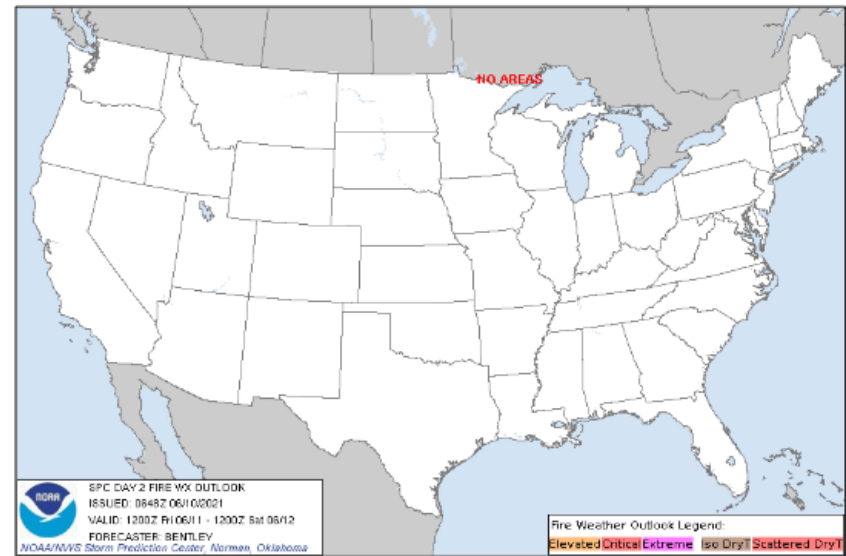 NO AREAS
NOAA
SPC DAY 2 FIRE WX OUTLOOK
ISSUED: 0848Z 06/10/2021
VALID: 1200Z Fri 06/11 - 1200Z Sat 06/12
FORECASTER: BENTLEY
NOAA/NWS Storm Prediction Center, Norman, Oklahoma
Fire Weather Outlook Legend:
Elevated Critical Extreme Iso DryT Scattered DryT